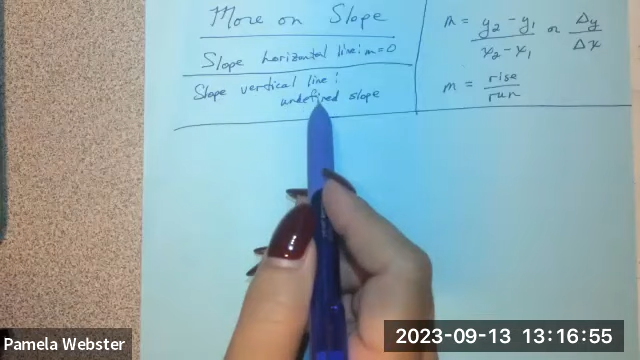 More on Slope
Slope horizontal line: m=0
Slope vertical line:
undefined slope
m = y₂ - y₁ / x₂ - x₁ or Δy / Δx
m = rise / run
Pamela Webster
2023-09-13 13:16:55